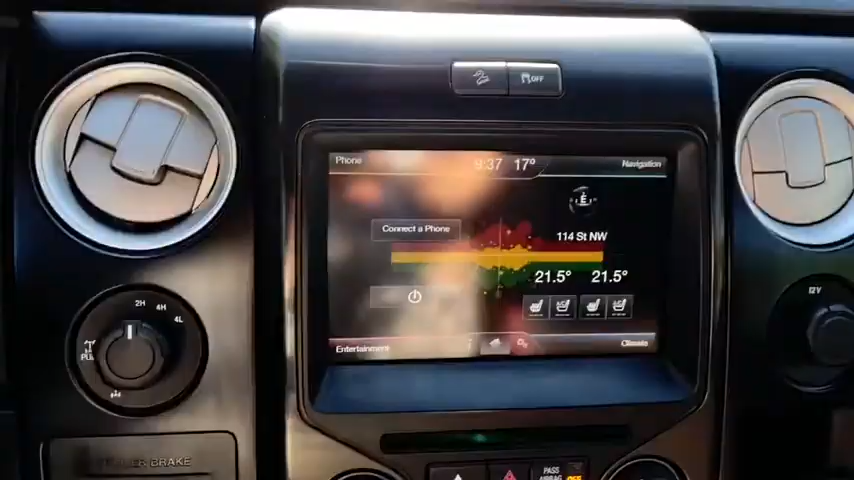 OFF
Phone
9:37 17°
Navigation
E
Connect a Phone
114 St NW
21.5° 21.5°
Entertainment
Climate
2H
4H
4L
12V
BRAKE
PASS
AIRBAG OFF